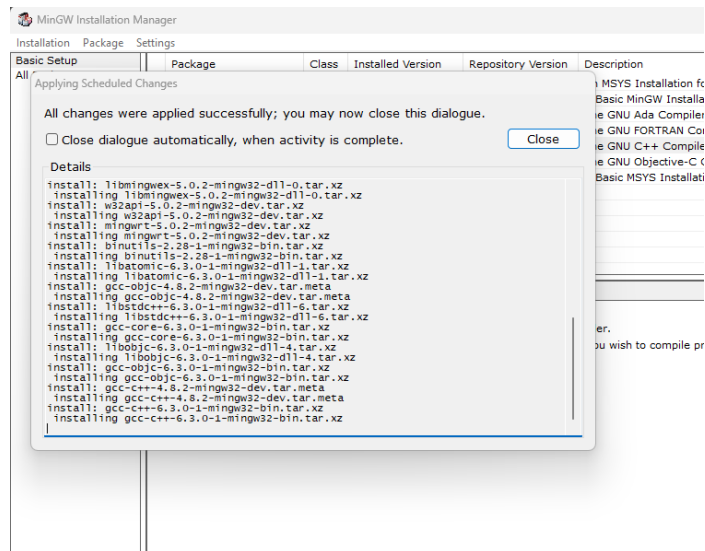 MinGW Installation Manager
Installation Package Settings
Basic Setup
Package Class Installed Version Repository Version Description
All
Applying Scheduled Changes
MSYS Installation fo
Basic MinGW Installa
GNU Ada Compiler
GNU FORTRAN Co
GNU C++ Compile
GNU Objective-C
Basic MSYS Installati
All changes were applied successfully; you may now close this dialogue.
Close dialogue automatically, when activity is complete.
Close
Details
install: libmingwex-5.0.2-mingw32-dll-0.tar.xz
installing libmingwex-5.0.2-mingw32-dll-0.tar.xz
install: w32api-5.0.2-mingw32-dev.tar.xz
installing w32api-5.0.2-mingw32-dev.tar.xz
install: mingwrt-5.0.2-mingw32-dev.tar.xz
installing mingwrt-5.0.2-mingw32-dev.tar.xz
install: binutils-2.28-1-mingw32-bin.tar.xz
installing binutils-2.28-1-mingw32-bin.tar.xz
install: libatomic-6.3.0-1-mingw32-dll-1.tar.xz
installing libatomic-6.3.0-1-mingw32-dll-1.tar.xz
install: gcc-objc-4.8.2-mingw32-dev.tar.meta
installing gcc-objc-4.8.2-mingw32-dev.tar.meta
install: libstdc++-6.3.0-1-mingw32-dll-6.tar.xz
installing libstdc++-6.3.0-1-mingw32-dll-6.tar.xz
install: gcc-core-6.3.0-1-mingw32-bin.tar.xz
installing gcc-core-6.3.0-1-mingw32-bin.tar.xz
install: libobjc-6.3.0-1-mingw32-dll-4.tar.xz
installing libobjc-6.3.0-1-mingw32-dll-4.tar.xz
install: gcc-objc-6.3.0-1-mingw32-bin.tar.xz
installing gcc-objc-6.3.0-1-mingw32-bin.tar.xz
install: gcc-c++-4.8.2-mingw32-dev.tar.meta
installing gcc-c++-4.8.2-mingw32-dev.tar.meta
install: gcc-c++-6.3.0-1-mingw32-bin.tar.xz
installing gcc-c++-6.3.0-1-mingw32-bin.tar.xz
er.
ou wish to compile pr